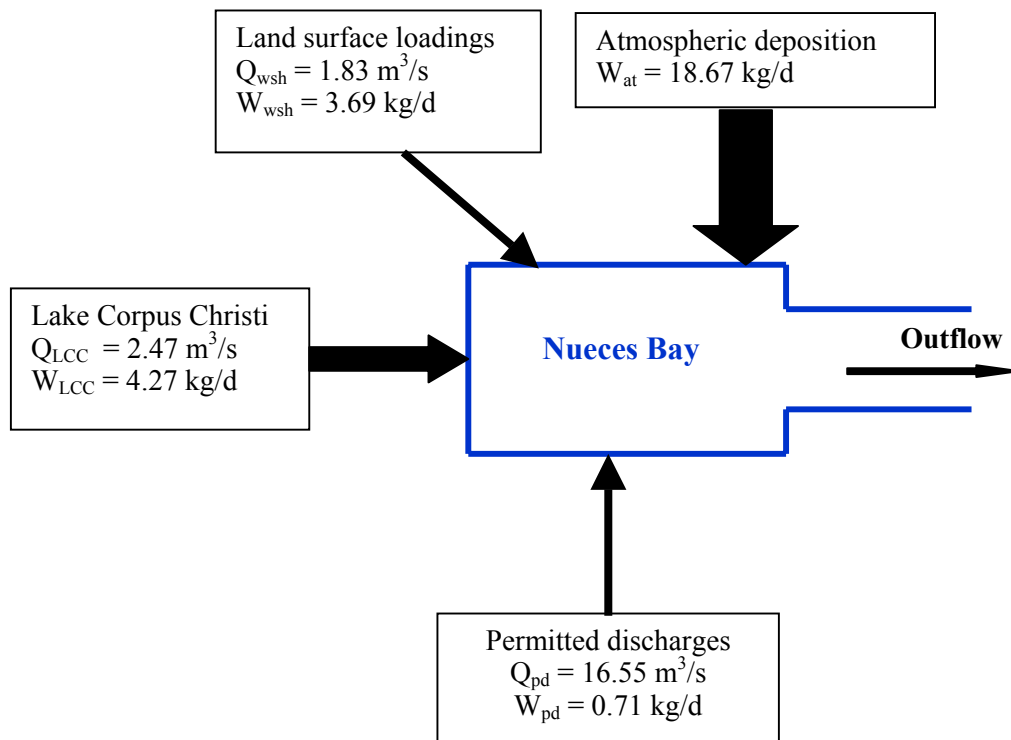 Land surface loadings
Q_wsh = 1.83 m³/s
W_wsh = 3.69 kg/d
Atmospheric deposition
W_at = 18.67 kg/d
Lake Corpus Christi
Q_LCC = 2.47 m³/s
W_LCC = 4.27 kg/d
Nueces Bay
Outflow
Permitted discharges
Q_pd = 16.55 m³/s
W_pd = 0.71 kg/d